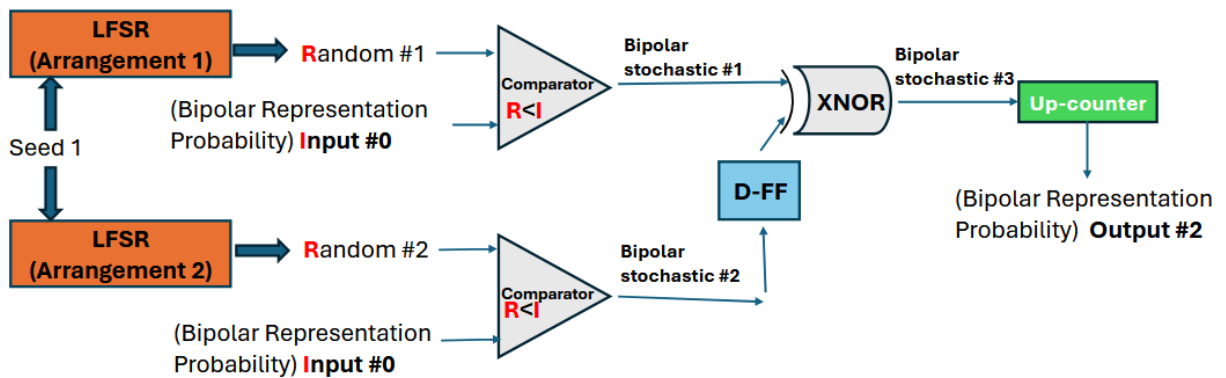 LFSR
(Arrangement 1)
Random #1
(Bipolar Representation
Probability) Input #0
Comparator
R<I
Bipolar
stochastic #1
XNOR
Bipolar
stochastic #3
Up-counter
Seed 1
D-FF
(Bipolar Representation
Probability) Output #2
LFSR
(Arrangement 2)
Random #2
(Bipolar Representation
Probability) Input #0
Comparator
R<I
Bipolar
stochastic #2